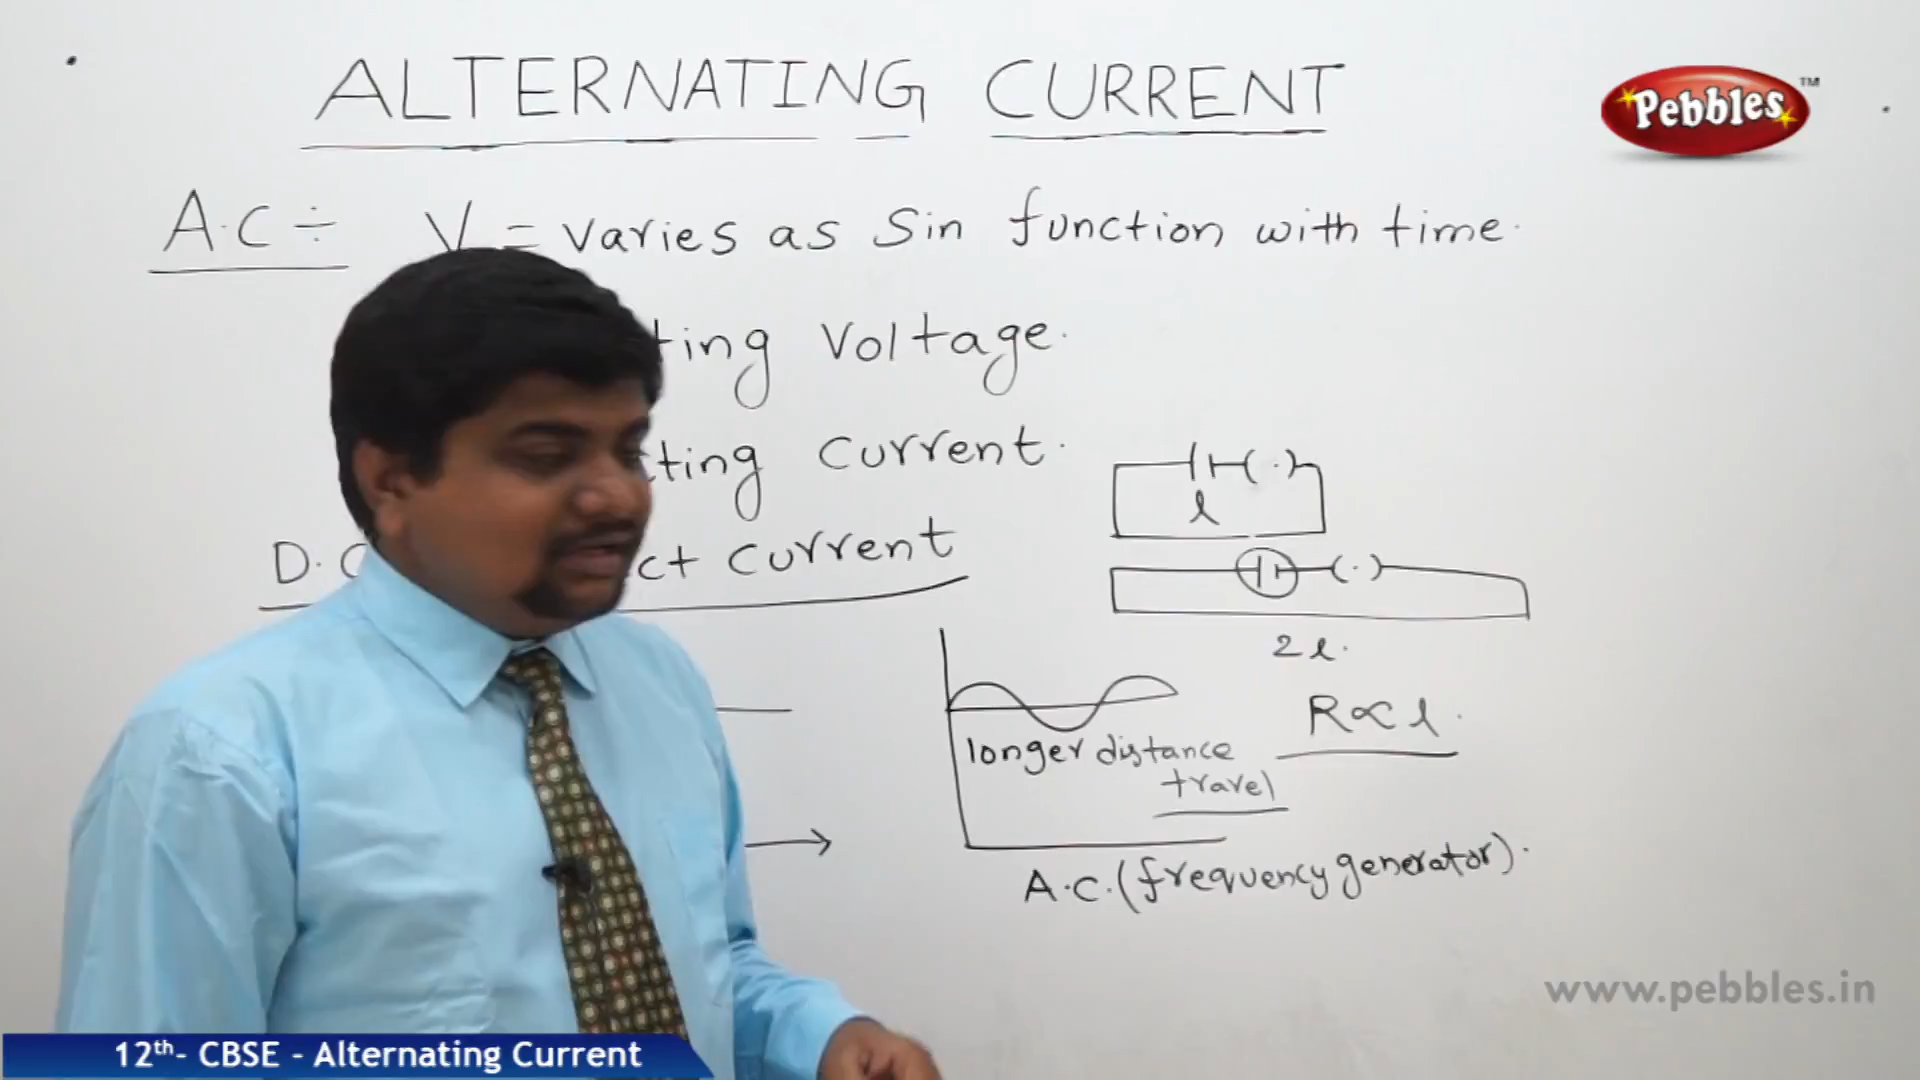 ALTERNATING CURRENT
Pebbles™
A.C÷ V = varies as Sin function with time.
ting Voltage.
ting Current.
D.C ct Current
l
2l.
R∝l.
longer distance
travel
A.C.(frequency generator).
www.pebbles.in
12th- CBSE - Alternating Current